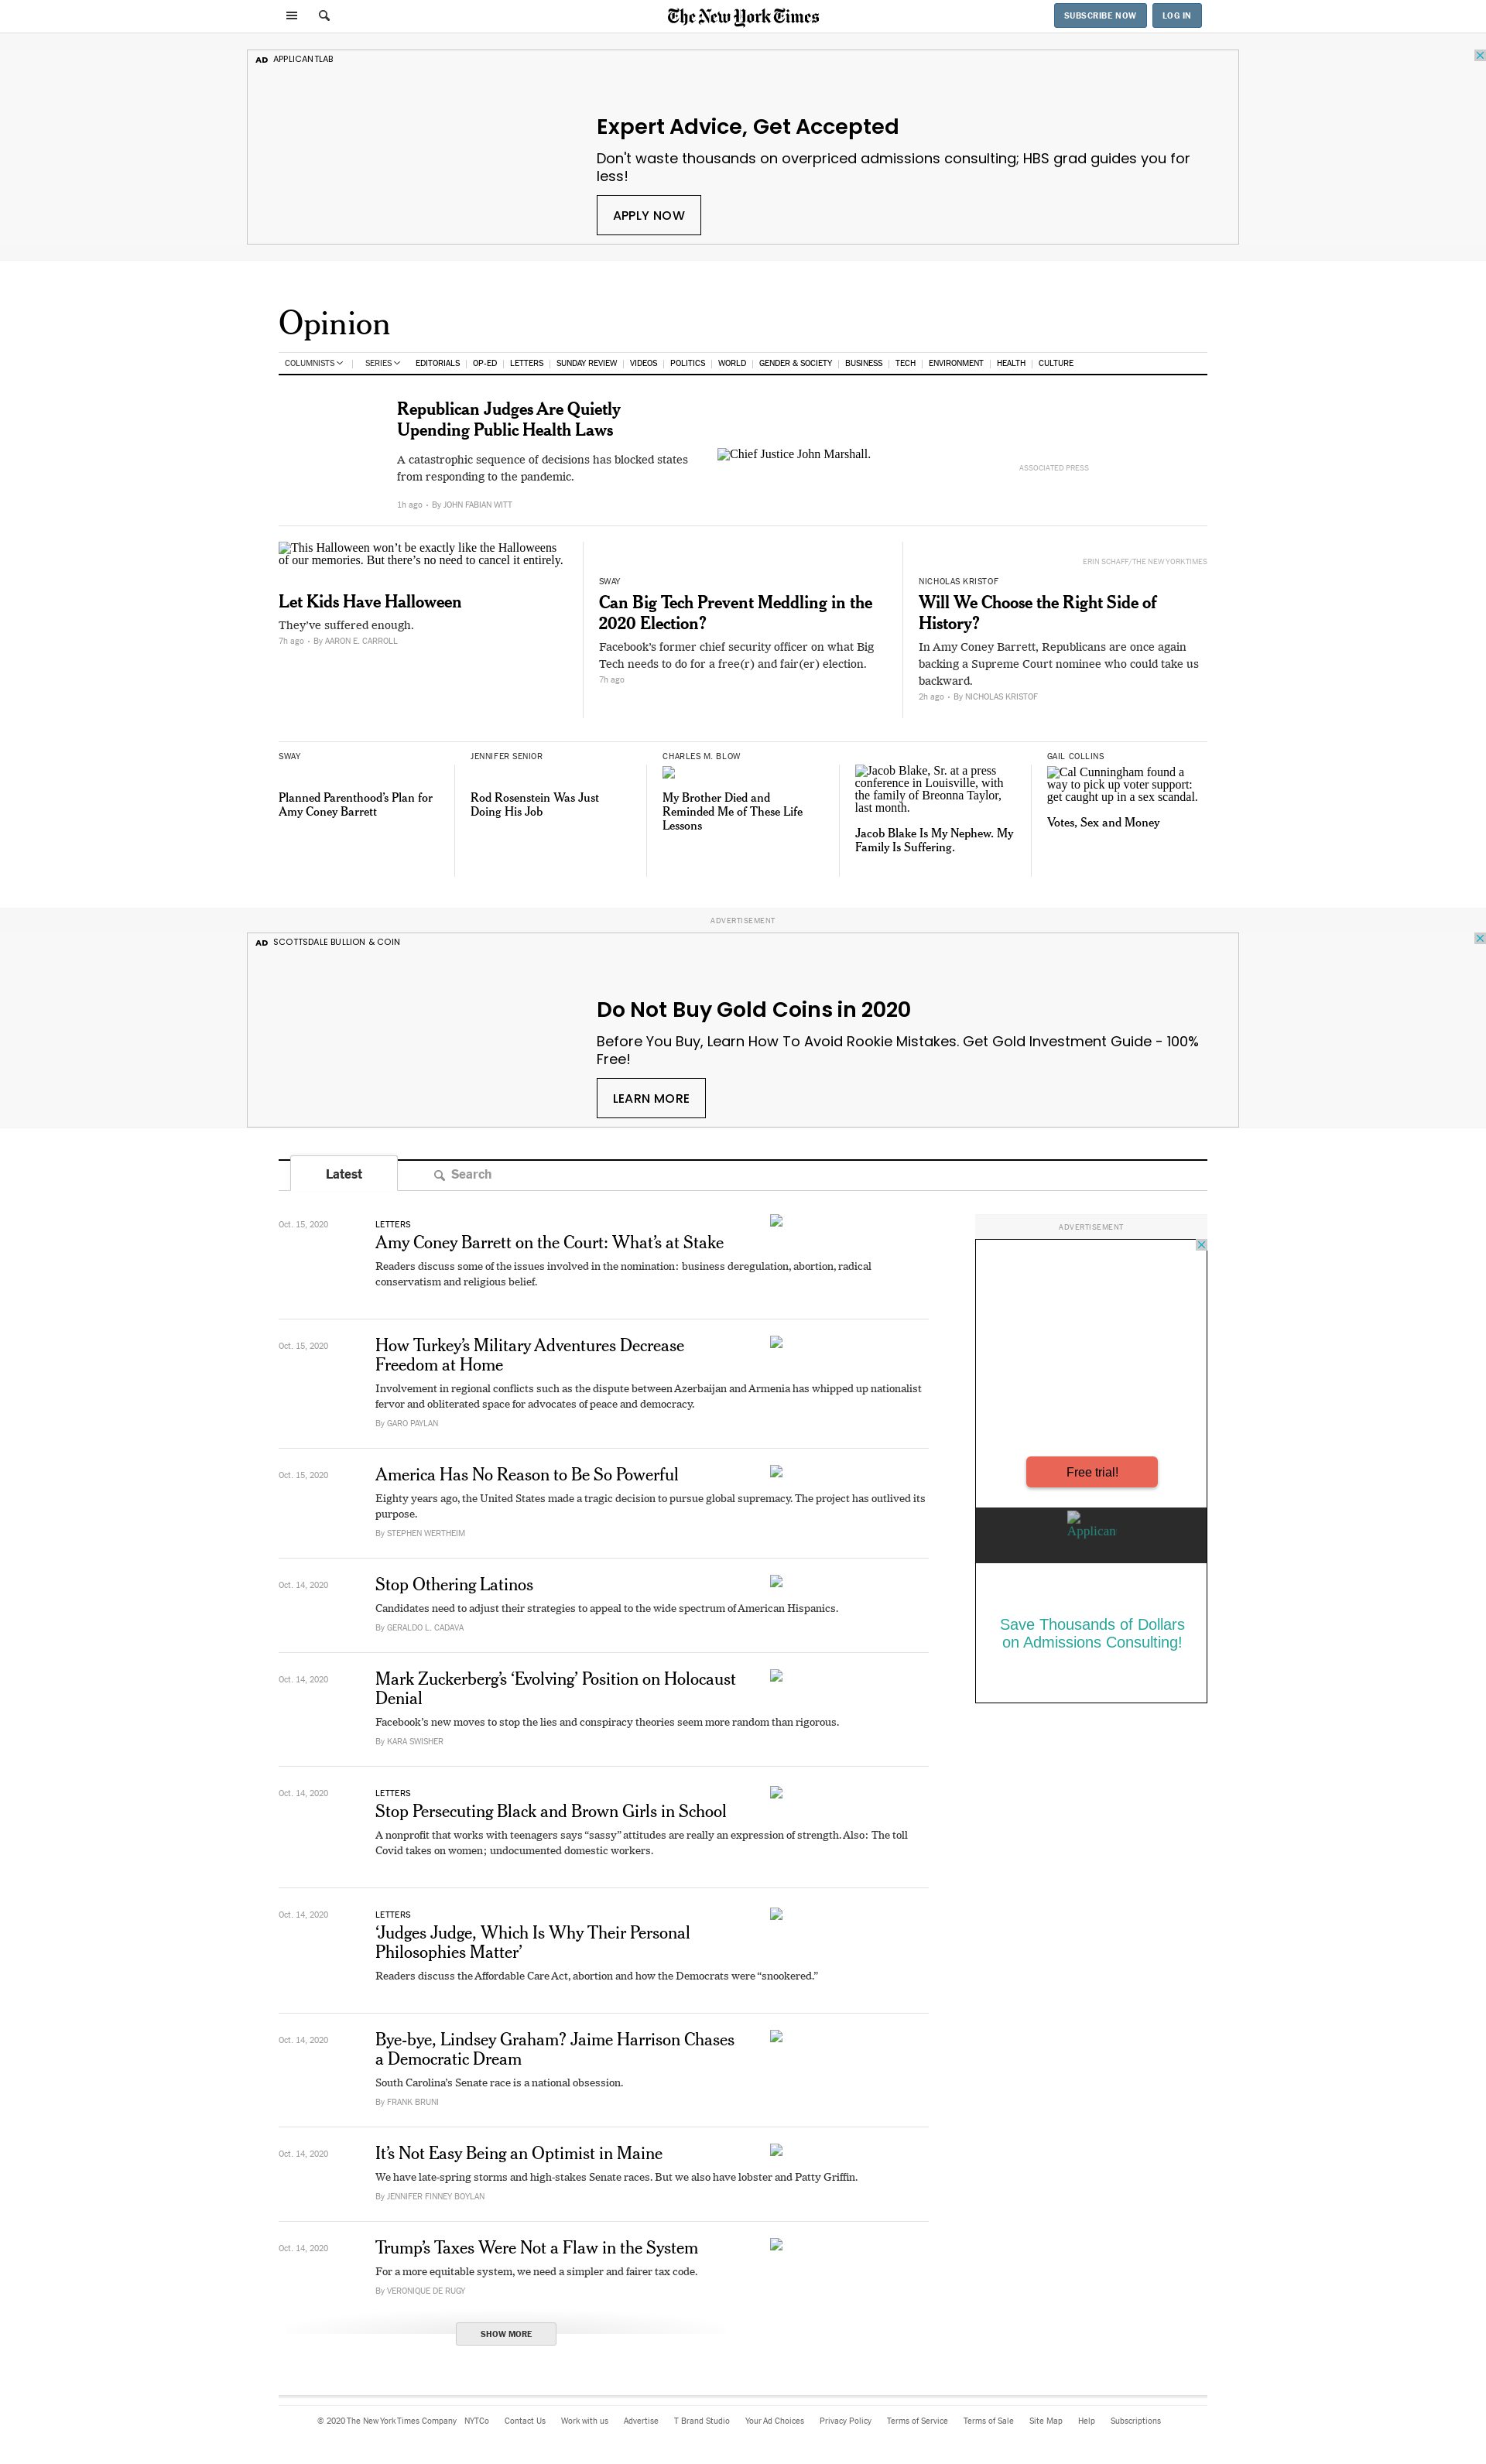 The New York Times
SUBSCRIBE NOW
LOG IN
AD APPLICANTLAB
Expert Advice, Get Accepted
Don't waste thousands on overpriced admissions consulting; HBS grad guides you for
less!
APPLY NOW
Opinion
COLUMNISTS
SERIES
EDITORIALS
OP-ED
LETTERS
SUNDAY REVIEW
VIDEOS
POLITICS
WORLD
GENDER & SOCIETY
BUSINESS
TECH
ENVIRONMENT
HEALTH
CULTURE
Republican Judges Are Quietly
Upending Public Health Laws
A catastrophic sequence of decisions has blocked states
from responding to the pandemic.
1h ago • By JOHN FABIAN WITT
Chief Justice John Marshall.
ASSOCIATED PRESS
This Halloween won’t be exactly like the Halloweens
of our memories. But there’s no need to cancel it entirely.
Let Kids Have Halloween
They’ve suffered enough.
7h ago • By AARON E. CARROLL
SWAY
Can Big Tech Prevent Meddling in the
2020 Election?
Facebook’s former chief security officer on what Big
Tech needs to do for a free(r) and fair(er) election.
7h ago
ERIN SCHAFF/THE NEW YORK TIMES
NICHOLAS KRISTOF
Will We Choose the Right Side of
History?
In Amy Coney Barrett, Republicans are once again
backing a Supreme Court nominee who could take us
backward.
2h ago • By NICHOLAS KRISTOF
SWAY
Planned Parenthood’s Plan for
Amy Coney Barrett
JENNIFER SENIOR
Rod Rosenstein Was Just
Doing His Job
CHARLES M. BLOW
My Brother Died and
Reminded Me of These Life
Lessons
Jacob Blake, Sr. at a press
conference in Louisville, with
the family of Breonna Taylor,
last month.
Jacob Blake Is My Nephew. My
Family Is Suffering.
GAIL COLLINS
Cal Cunningham found a
way to pick up voter support:
get caught up in a sex scandal.
Votes, Sex and Money
ADVERTISEMENT
AD SCOTTSDALE BULLION & COIN
Do Not Buy Gold Coins in 2020
Before You Buy, Learn How To Avoid Rookie Mistakes. Get Gold Investment Guide - 100%
Free!
LEARN MORE
Latest
Search
Oct. 15, 2020
LETTERS
Amy Coney Barrett on the Court: What’s at Stake
Readers discuss some of the issues involved in the nomination: business deregulation, abortion, radical
conservatism and religious belief.
Oct. 15, 2020
How Turkey’s Military Adventures Decrease
Freedom at Home
Involvement in regional conflicts such as the dispute between Azerbaijan and Armenia has whipped up nationalist
fervor and obliterated space for advocates of peace and democracy.
By GARO PAYLAN
Oct. 15, 2020
America Has No Reason to Be So Powerful
Eighty years ago, the United States made a tragic decision to pursue global supremacy. The project has outlived its
purpose.
By STEPHEN WERTHEIM
Oct. 14, 2020
Stop Othering Latinos
Candidates need to adjust their strategies to appeal to the wide spectrum of American Hispanics.
By GERALDO L. CADAVA
Oct. 14, 2020
Mark Zuckerberg’s ‘Evolving’ Position on Holocaust
Denial
Facebook’s new moves to stop the lies and conspiracy theories seem more random than rigorous.
By KARA SWISHER
Oct. 14, 2020
LETTERS
Stop Persecuting Black and Brown Girls in School
A nonprofit that works with teenagers says “sassy” attitudes are really an expression of strength. Also: The toll
Covid takes on women; undocumented domestic workers.
Oct. 14, 2020
LETTERS
‘Judges Judge, Which Is Why Their Personal
Philosophies Matter’
Readers discuss the Affordable Care Act, abortion and how the Democrats were “snookered.”
Oct. 14, 2020
Bye-bye, Lindsey Graham? Jaime Harrison Chases
a Democratic Dream
South Carolina’s Senate race is a national obsession.
By FRANK BRUNI
Oct. 14, 2020
It’s Not Easy Being an Optimist in Maine
We have late-spring storms and high-stakes Senate races. But we also have lobster and Patty Griffin.
By JENNIFER FINNEY BOYLAN
Oct. 14, 2020
Trump’s Taxes Were Not a Flaw in the System
For a more equitable system, we need a simpler and fairer tax code.
By VERONIQUE DE RUGY
SHOW MORE
ADVERTISEMENT
Free trial!
Applican
Save Thousands of Dollars
on Admissions Consulting!
© 2020 The New York Times Company
NYTCo
Contact Us
Work with us
Advertise
T Brand Studio
Your Ad Choices
Privacy Policy
Terms of Service
Terms of Sale
Site Map
Help
Subscriptions